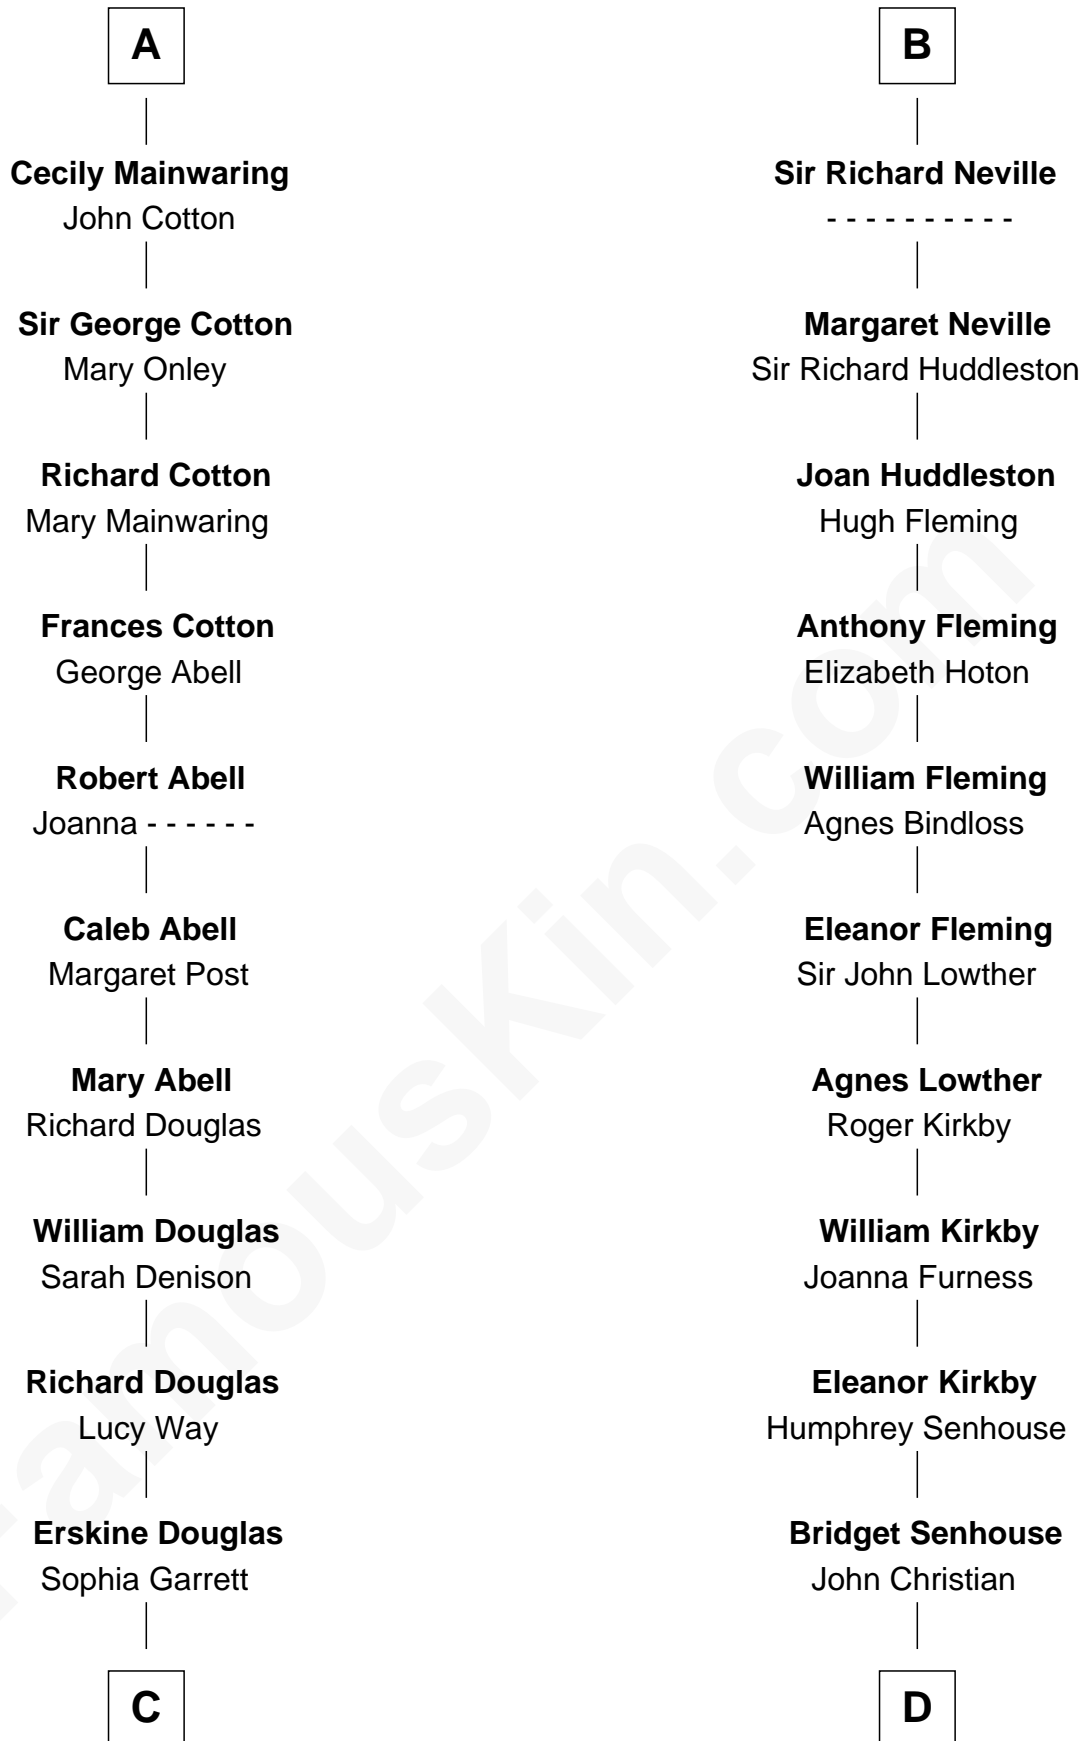 A
Cecily Mainwaring
John Cotton
Sir George Cotton
Mary Onley
Richard Cotton
Mary Mainwaring
Frances Cotton
George Abell
Robert Abell
Joanna - - - - - -
Caleb Abell
Margaret Post
Mary Abell
Richard Douglas
William Douglas
Sarah Denison
Richard Douglas
Lucy Way
Erskine Douglas
Sophia Garrett
C
B
Sir Richard Neville
- - - - - - - - - -
Margaret Neville
Sir Richard Huddleston
Joan Huddleston
Hugh Fleming
Anthony Fleming
Elizabeth Hoton
William Fleming
Agnes Bindloss
Eleanor Fleming
Sir John Lowther
Agnes Lowther
Roger Kirkby
William Kirkby
Joanna Furness
Eleanor Kirkby
Humphrey Senhouse
Bridget Senhouse
John Christian
D
FamousKin.com